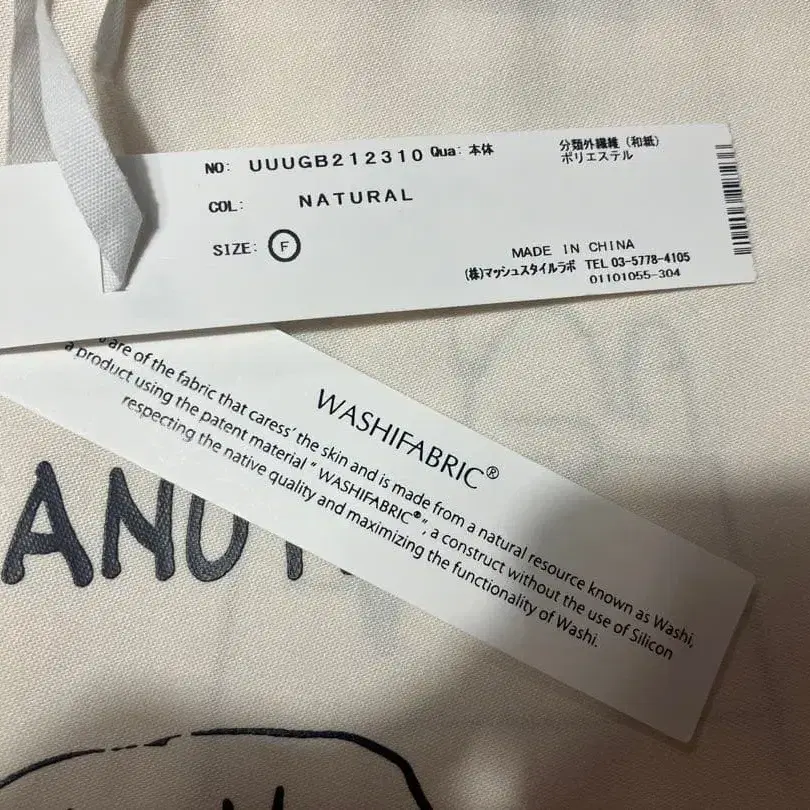 NO: UUUGB212310 Qua: 本体
分類外繊維（和紙）
ポリエステル
COL: NATURAL
SIZE: F
MADE IN CHINA
(株)マッシュスタイルラボ TEL 03-5778-4105
01101055-304
WASHIFABRIC®
are of the fabric that caress' the skin and is made from a natural resource known as Washi,
a product using the patent material "WASHIFABRIC®", a construct without the use of Silicon
respecting the native quality and maximizing the functionality of Washi.